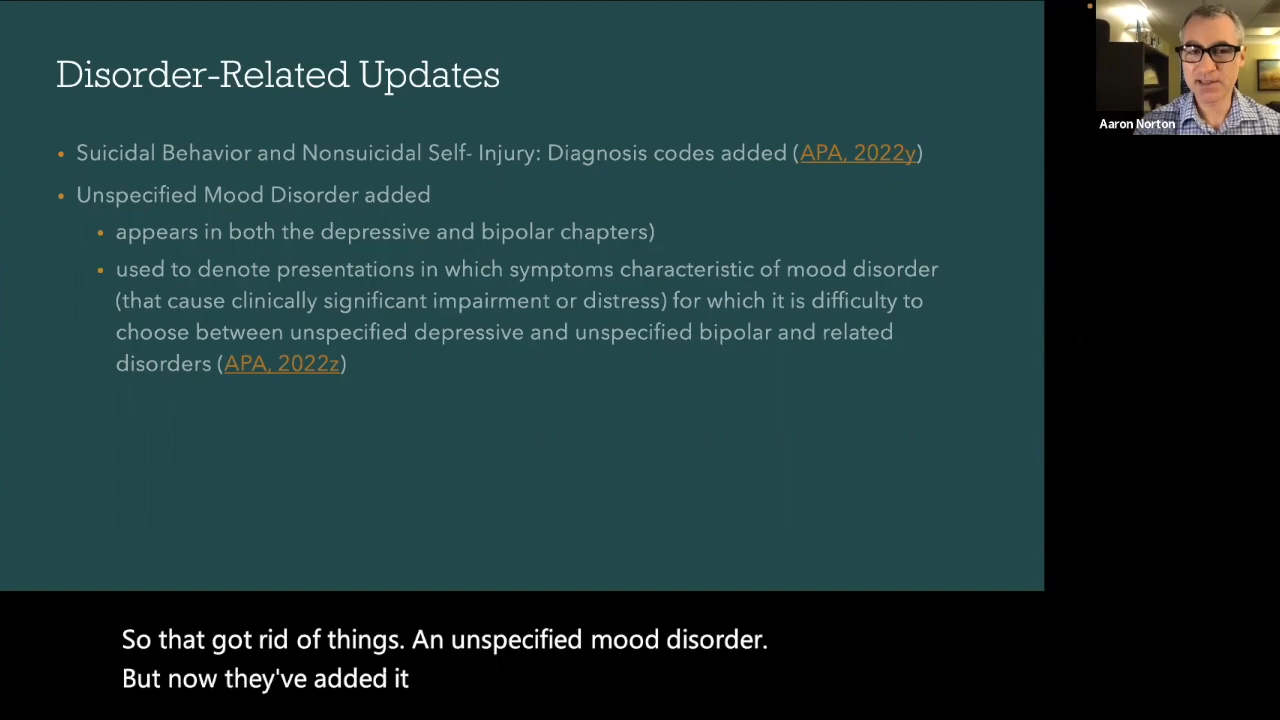 Disorder-Related Updates
• Suicidal Behavior and Nonsuicidal Self- Injury: Diagnosis codes added (APA, 2022y)
• Unspecified Mood Disorder added
• appears in both the depressive and bipolar chapters)
• used to denote presentations in which symptoms characteristic of mood disorder
(that cause clinically significant impairment or distress) for which it is difficulty to
choose between unspecified depressive and unspecified bipolar and related
disorders (APA, 2022z)
Aaron Norton
So that got rid of things. An unspecified mood disorder.
But now they've added it